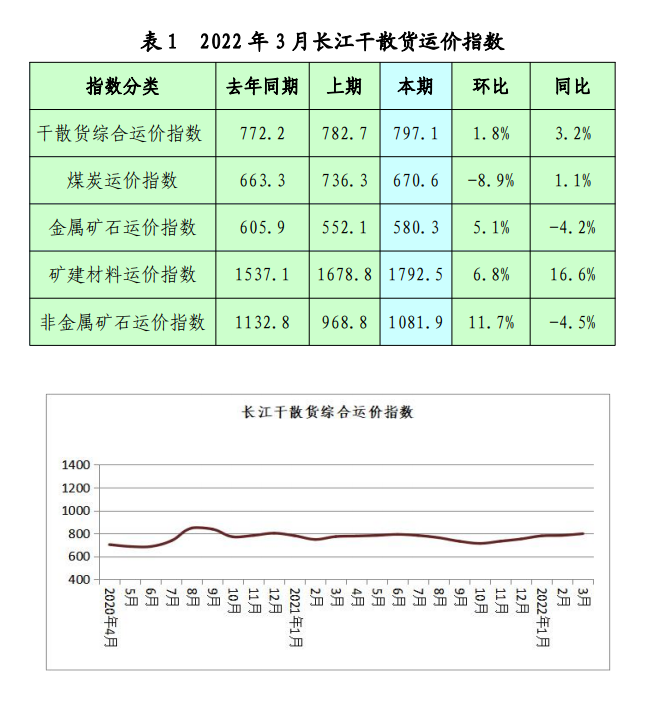 表1 2022年3月长江干散货运价指数
指数分类 去年同期 上期 本期 环比 同比
干散货综合运价指数 772.2 782.7 797.1 1.8% 3.2%
煤炭运价指数 663.3 736.3 670.6 -8.9% 1.1%
金属矿石运价指数 605.9 552.1 580.3 5.1% -4.2%
矿建材料运价指数 1537.1 1678.8 1792.5 6.8% 16.6%
非金属矿石运价指数 1132.8 968.8 1081.9 11.7% -4.5%
长江干散货综合运价指数
1400
1200
1000
800
600
400
2020年4月 5月 6月 7月 8月 9月 10月 11月 12月 2021年1月 2月 3月 4月 5月 6月 7月 8月 9月 10月 11月 12月 2022年1月 2月 3月